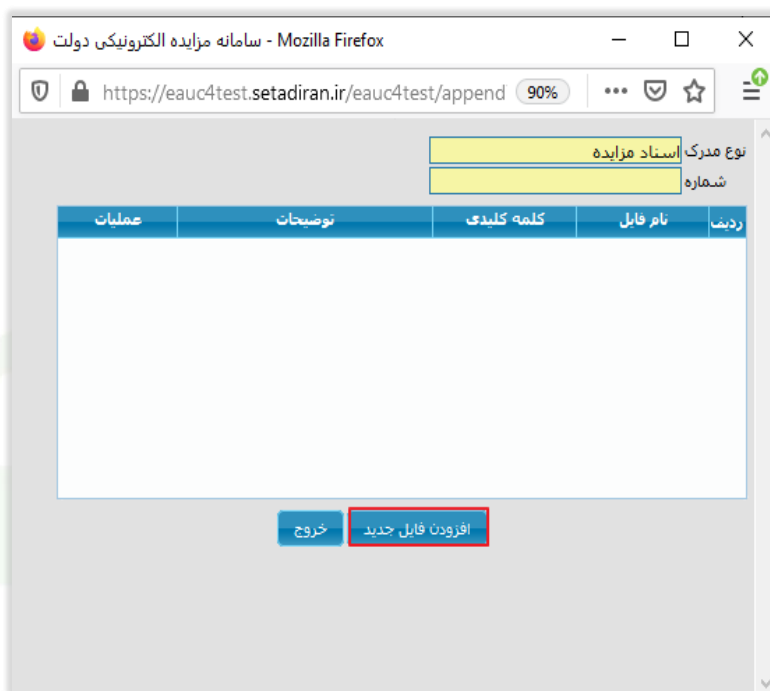 سامانه مزایده الکترونیکی دولت - Mozilla Firefox
https://eauc4test.setadiran.ir/eauc4test/append 90%
نوع مدرک اسناد مزایده
شماره
ردیف نام فایل کلمه کلیدی توضیحات عملیات
افزودن فایل جدید خروج